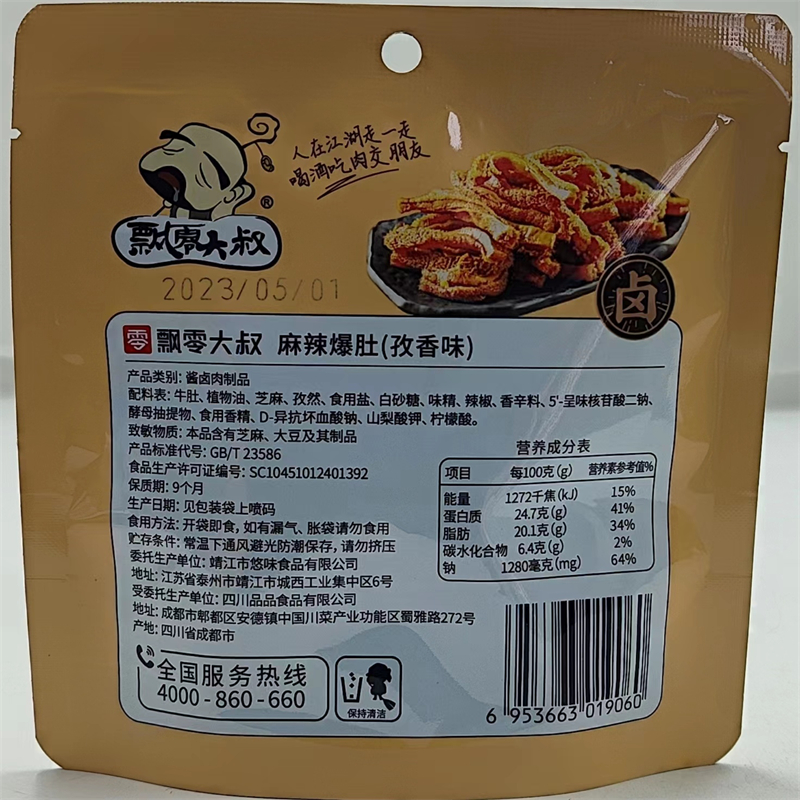 人在江湖走一走
喝酒吃肉交朋友
®
飘零大叔
2023/05/01
卤
零 飘零大叔 麻辣爆肚(孜香味)
产品类别: 酱卤肉制品
配料表: 牛肚、植物油、芝麻、孜然、食用盐、白砂糖、味精、辣椒、香辛料、5'-呈味核苷酸二钠、
酵母抽提物、食用香精、D-异抗坏血酸钠、山梨酸钾、柠檬酸。
致敏物质: 本品含有芝麻、大豆及其制品
产品标准代号: GB/T 23586
食品生产许可证编号: SC10451012401392
保质期: 9个月
生产日期: 见包装袋上喷码
食用方法: 开袋即食, 如有漏气、胀袋请勿食用
贮存条件: 常温下通风避光防潮保存, 请勿挤压
委托生产单位: 靖江市悠味食品有限公司
地址: 江苏省泰州市靖江市城西工业集中区6号
受委托生产单位: 四川品品食品有限公司
地址: 成都市郫都区安德镇中国川菜产业功能区蜀雅路272号
产地: 四川省成都市
营养成分表
项目 每100克(g) 营养素参考值%
能量 1272千焦(kJ) 15%
蛋白质 24.7克(g) 41%
脂肪 20.1克(g) 34%
碳水化合物 6.4克(g) 2%
钠 1280毫克(mg) 64%
全国服务热线
4000-860-660
保持清洁
6 953663 019060